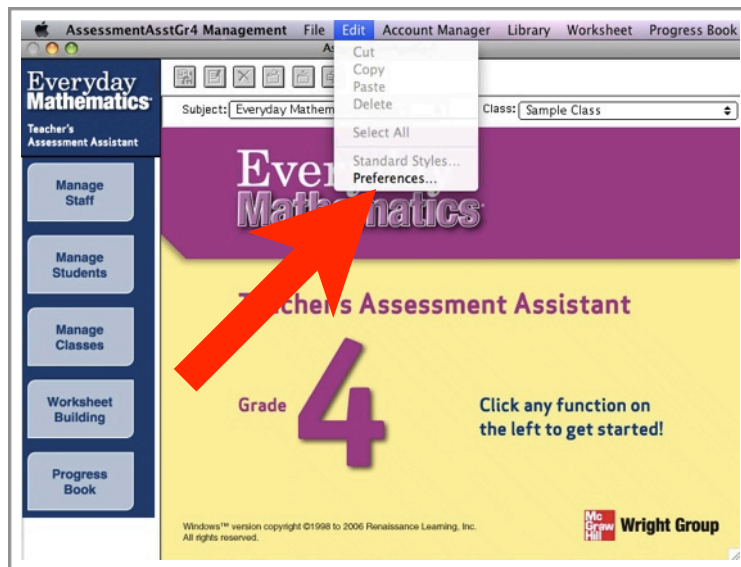 AssessmentAsstGr4 Management File Edit Account Manager Library Worksheet Progress Book
As
Cut
Copy
Paste
Delete
Select All
Standard Styles...
Preferences...
Everyday
Mathematics
Teacher's
Assessment Assistant
Subject: Everyday Mathem
Class: Sample Class
Manage
Staff
Manage
Students
Manage
Classes
Worksheet
Building
Progress
Book
Mathematics
Teacher's Assessment Assistant
Grade 4
Click any function on
the left to get started!
Windows™ version copyright ©1998 to 2006 Renaissance Learning, Inc.
All rights reserved.
Mc
Graw
Hill
Wright Group